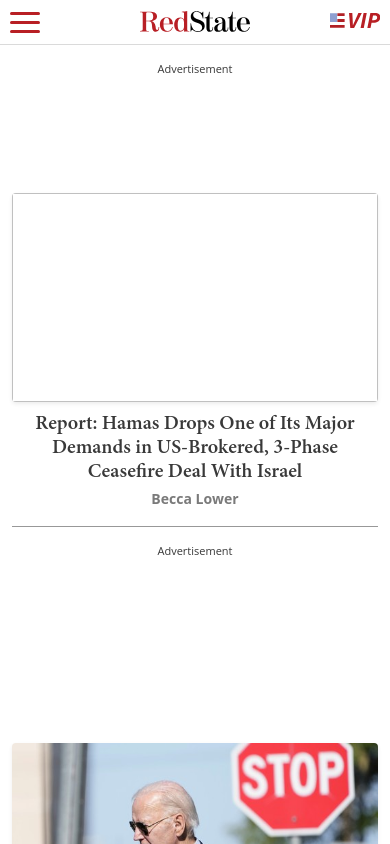 RedState
VIP
Advertisement
Report: Hamas Drops One of Its Major
Demands in US-Brokered, 3-Phase
Ceasefire Deal With Israel
Becca Lower
Advertisement
STOP